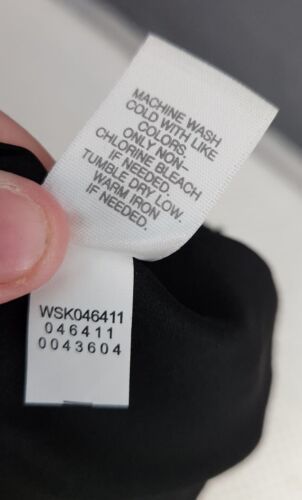 MACHINE WASH
COLD WITH LIKE
COLORS.
ONLY NON-
CHLORINE BLEACH
IF NEEDED.
TUMBLE DRY LOW.
WARM IRON
IF NEEDED.
WSK046411
046411
0043604